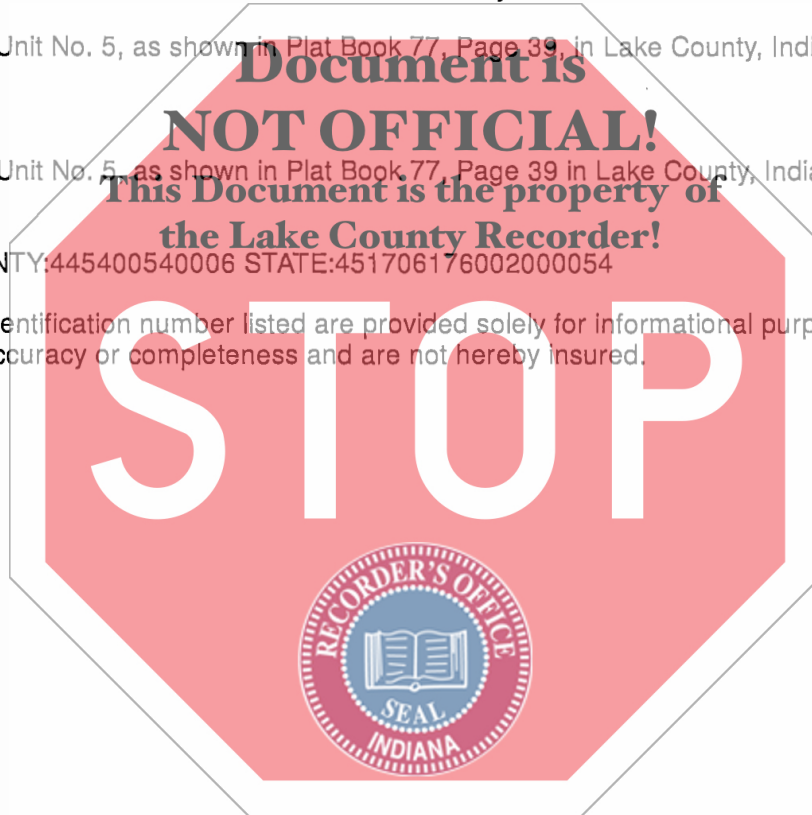 Unit No. 5, as shown in Plat Book 77, Page 39, in Lake County, Indi
Document is
NOT OFFICIAL!
Unit No. 5, as shown in Plat Book 77, Page 39 in Lake County, Indi
This Document is the property of
the Lake County Recorder!
NTY:445400540006 STATE:451706176002000054
entification number listed are provided solely for informational purp
ccuracy or completeness and are not hereby insured.
STOP
RECORDER'S OFFICE
SEAL
INDIANA